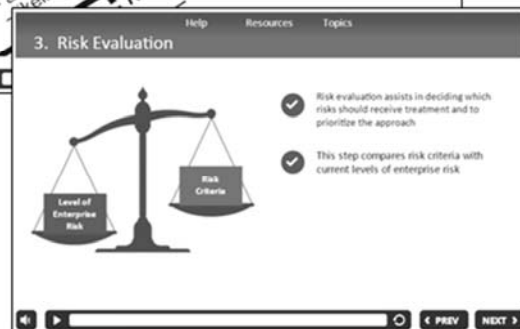 Help Resources Topics
3. Risk Evaluation
Risk evaluation assists in deciding which
risks should receive treatment and to
prioritize the approach
This step compares risk criteria with
current levels of enterprise risk
Level of
Enterprise
Risk
Risk
Criteria
< PREV NEXT >